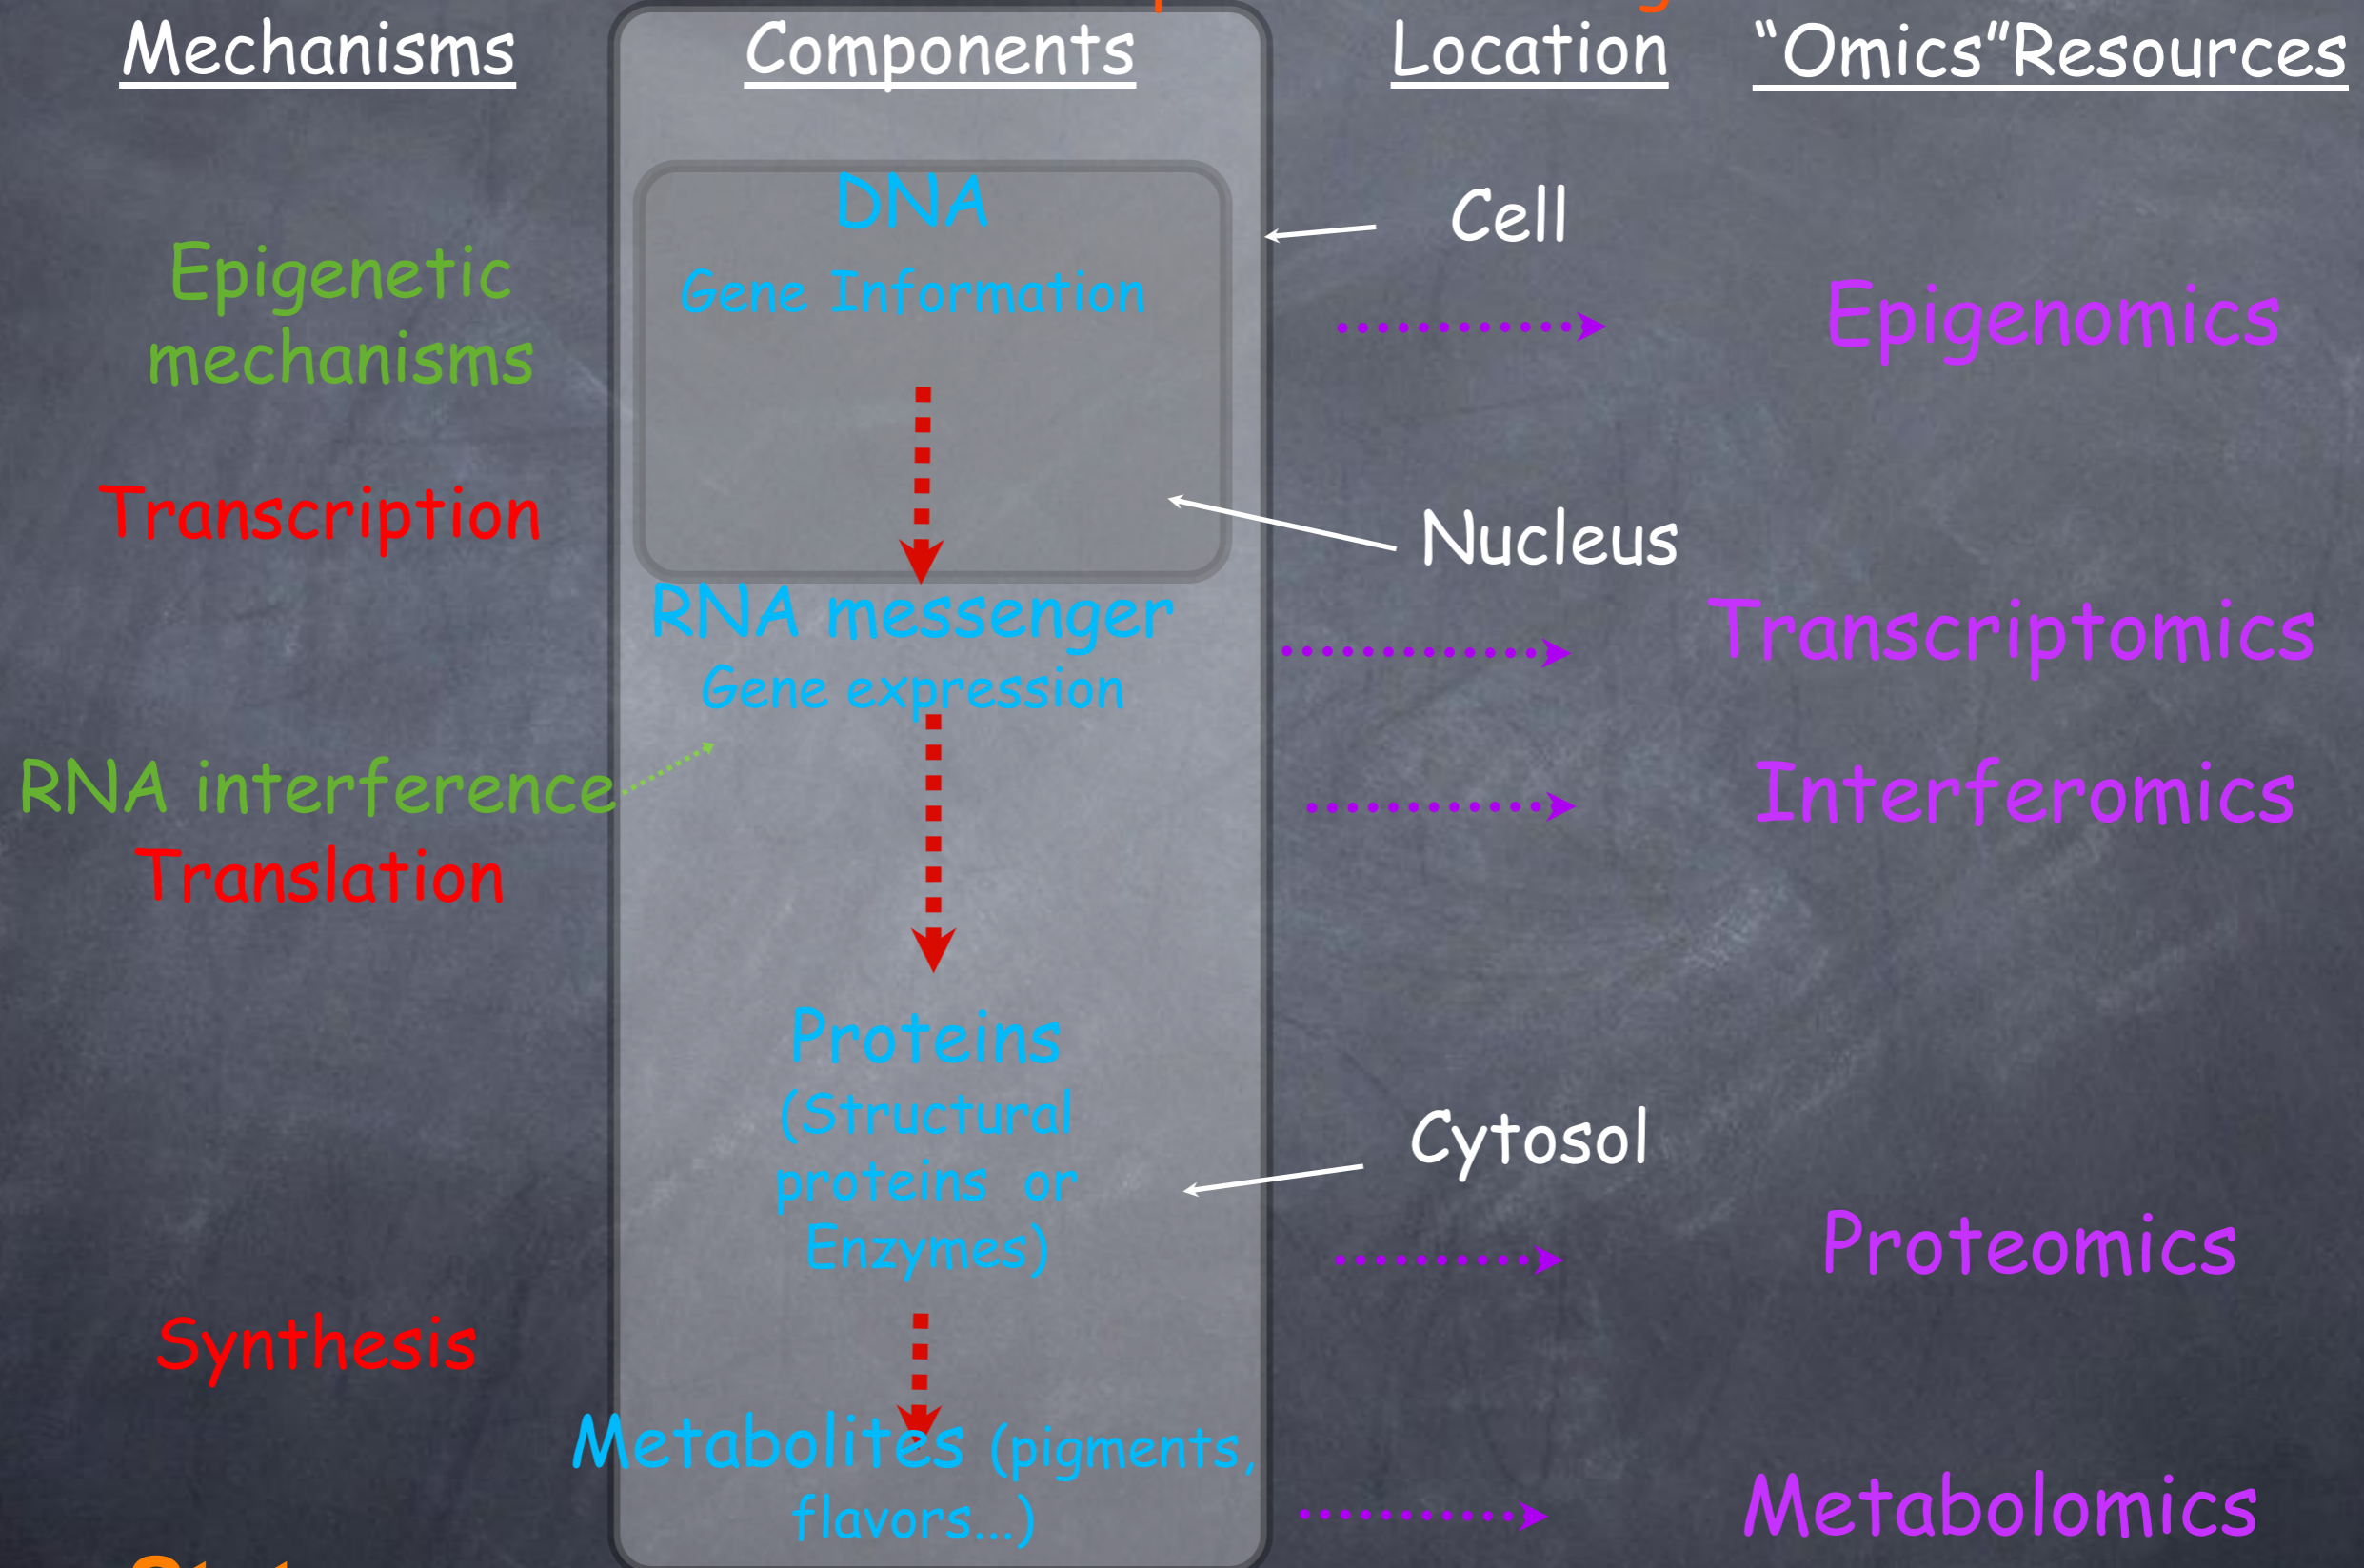 Mechanisms
Components
Location
“Omics”Resources
DNA
Gene Information
Cell
Epigenetic
mechanisms
Epigenomics
Transcription
Nucleus
RNA messenger
Gene expression
Transcriptomics
RNA interference
Interferomics
Translation
Proteins
(Structural
proteins or
Enzymes)
Cytosol
Proteomics
Synthesis
Metabolites (pigments,
flavors...)
Metabolomics